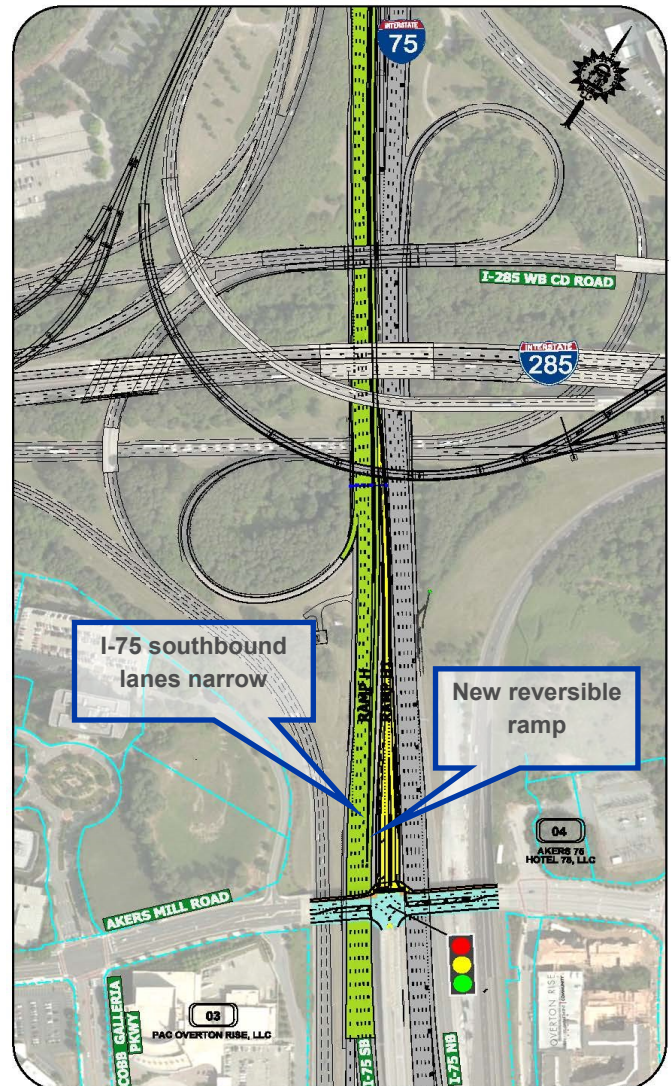 INTERSTATE
75
I-285 WB CD ROAD
INTERSTATE
285
I-75 southbound
lanes narrow
RAMP H
New reversible
ramp
04
AKERS 75
HOTEL 75, LLC
AKERS MILL ROAD
COBB GALLERIA
PKWY
03
PAC OVERTON RISE, LLC
I-75 SB
I-75 NB
OVERTON RISE